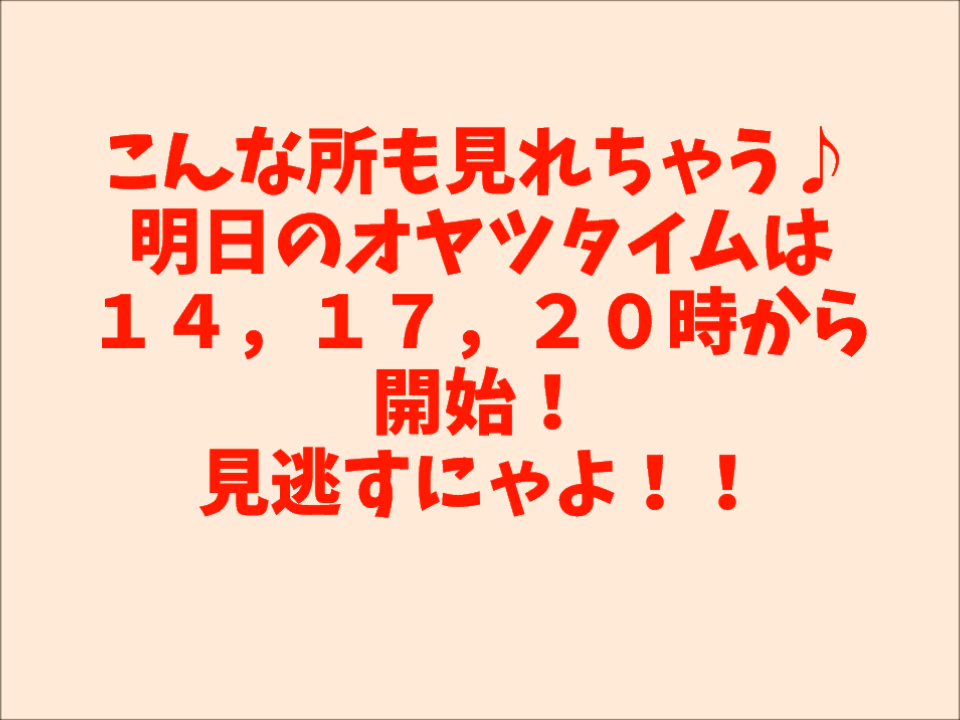 こんな所も見れちゃう♪
明日のオヤツタイムは
１４，１７，２０時から
開始！
見逃すにゃよ！！